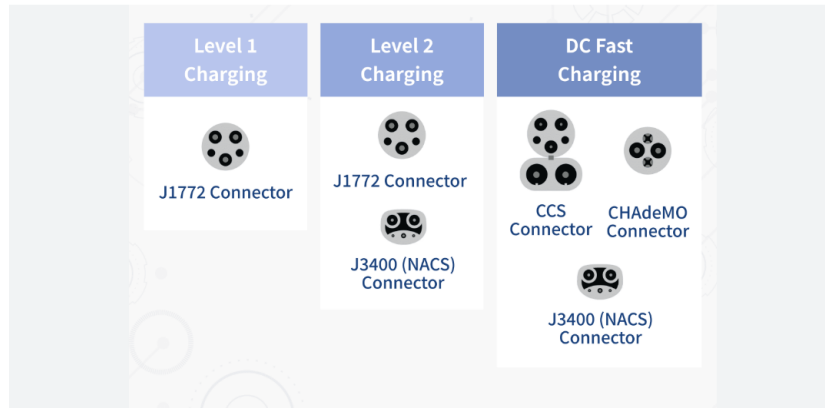 Level 1
Charging
J1772 Connector
Level 2
Charging
J1772 Connector
J3400 (NACS)
Connector
DC Fast
Charging
CCS
Connector
CHAdeMO
Connector
J3400 (NACS)
Connector